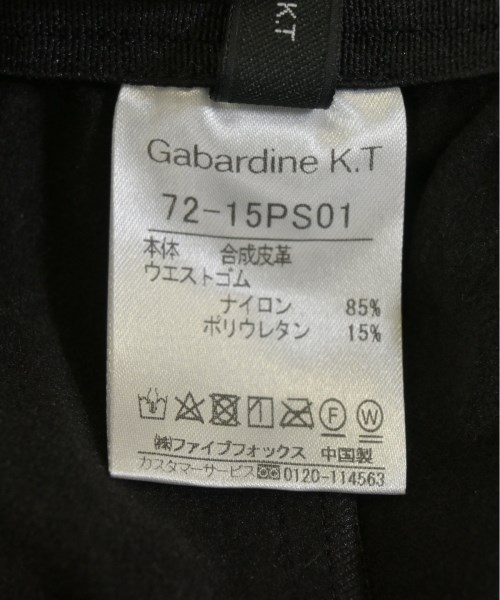 K.T
Gabardine K.T
72-15PS01
本体 合成皮革
ウエストゴム
ナイロン 85%
ポリウレタン 15%
F W
㈱ファイブフォックス 中国製
カスタマーサービス 0120-114563